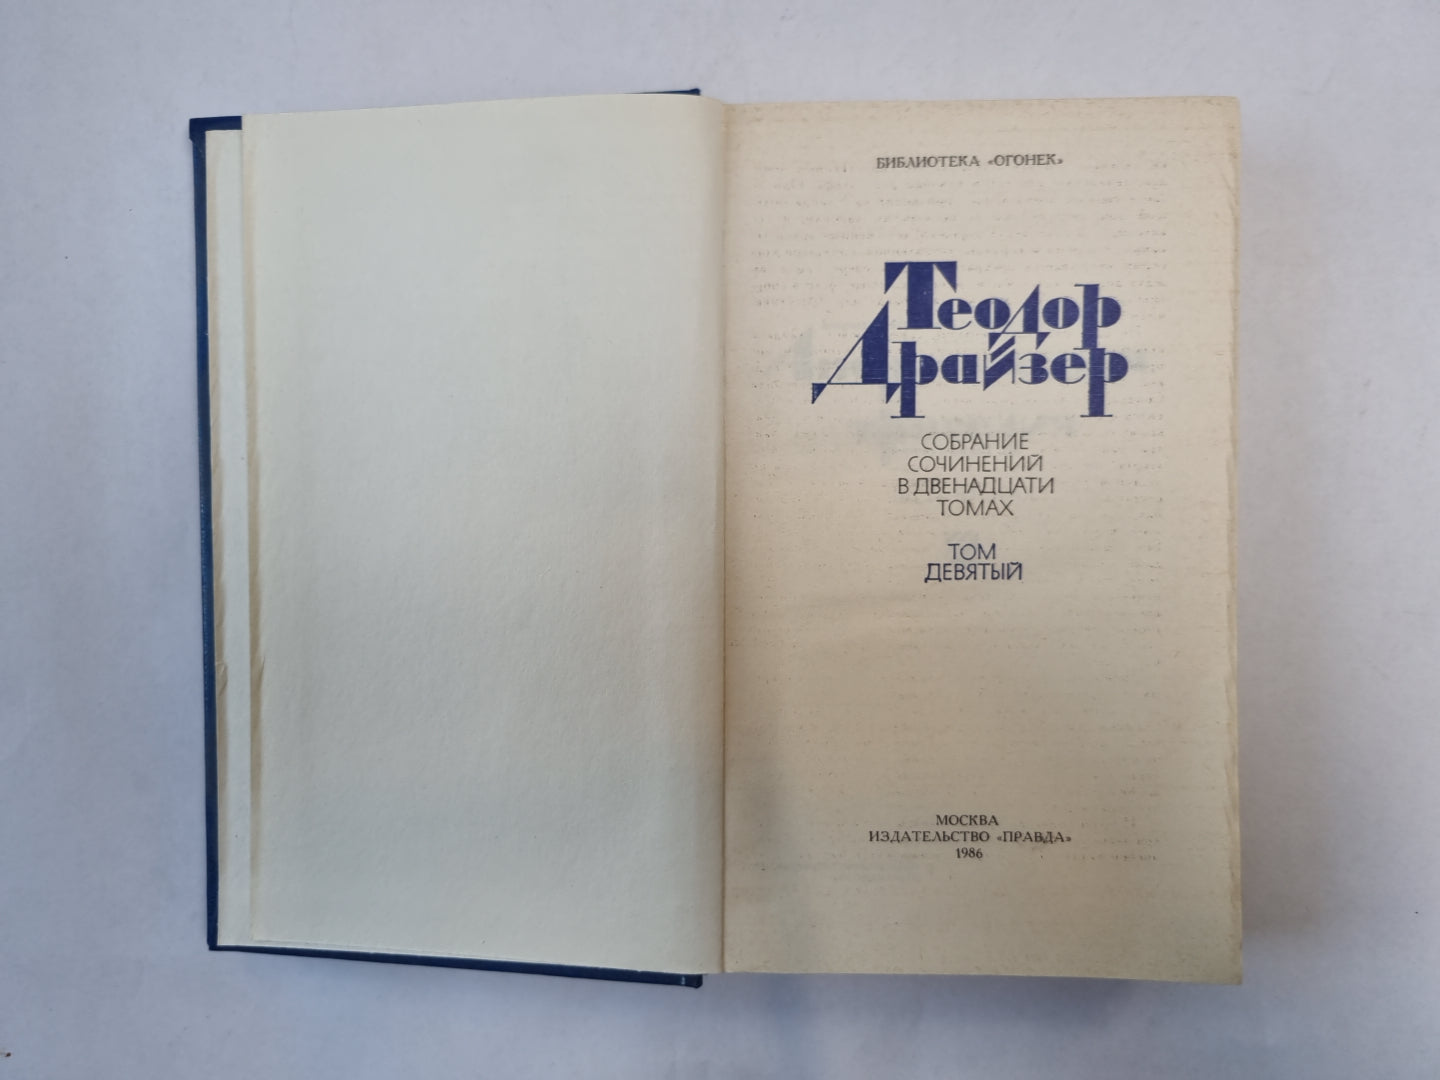 БИБЛИОТЕКА «ОГОНЕК»
Теодор
Драйзер
СОБРАНИЕ
СОЧИНЕНИЙ
В ДВЕНАДЦАТИ
ТОМАХ
ТОМ
ДЕВЯТЫЙ
МОСКВА
ИЗДАТЕЛЬСТВО «ПРАВДА»
1986